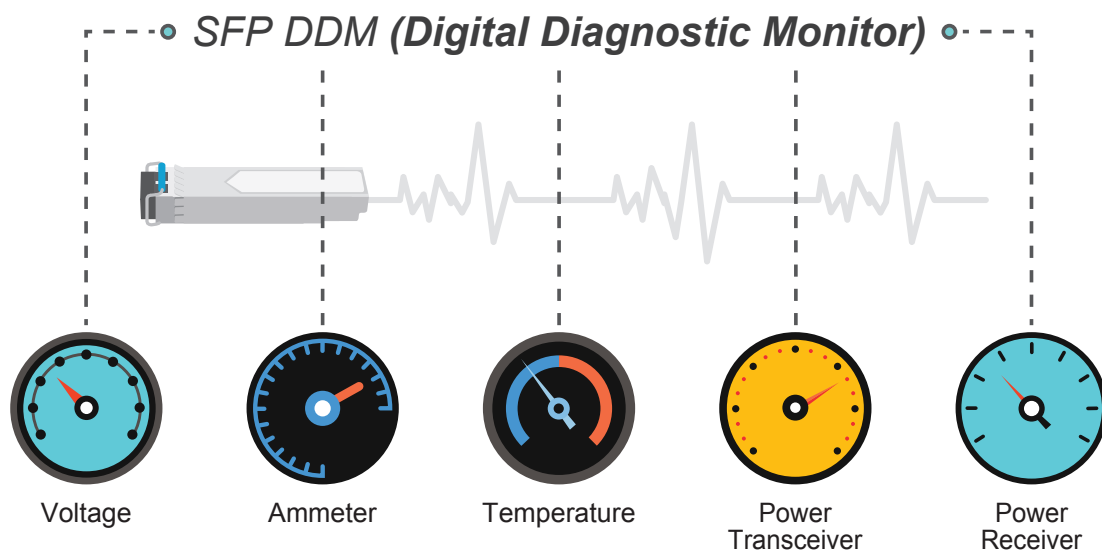 SFP DDM (Digital Diagnostic Monitor)
Voltage
Ammeter
Temperature
Power
Transceiver
Power
Receiver